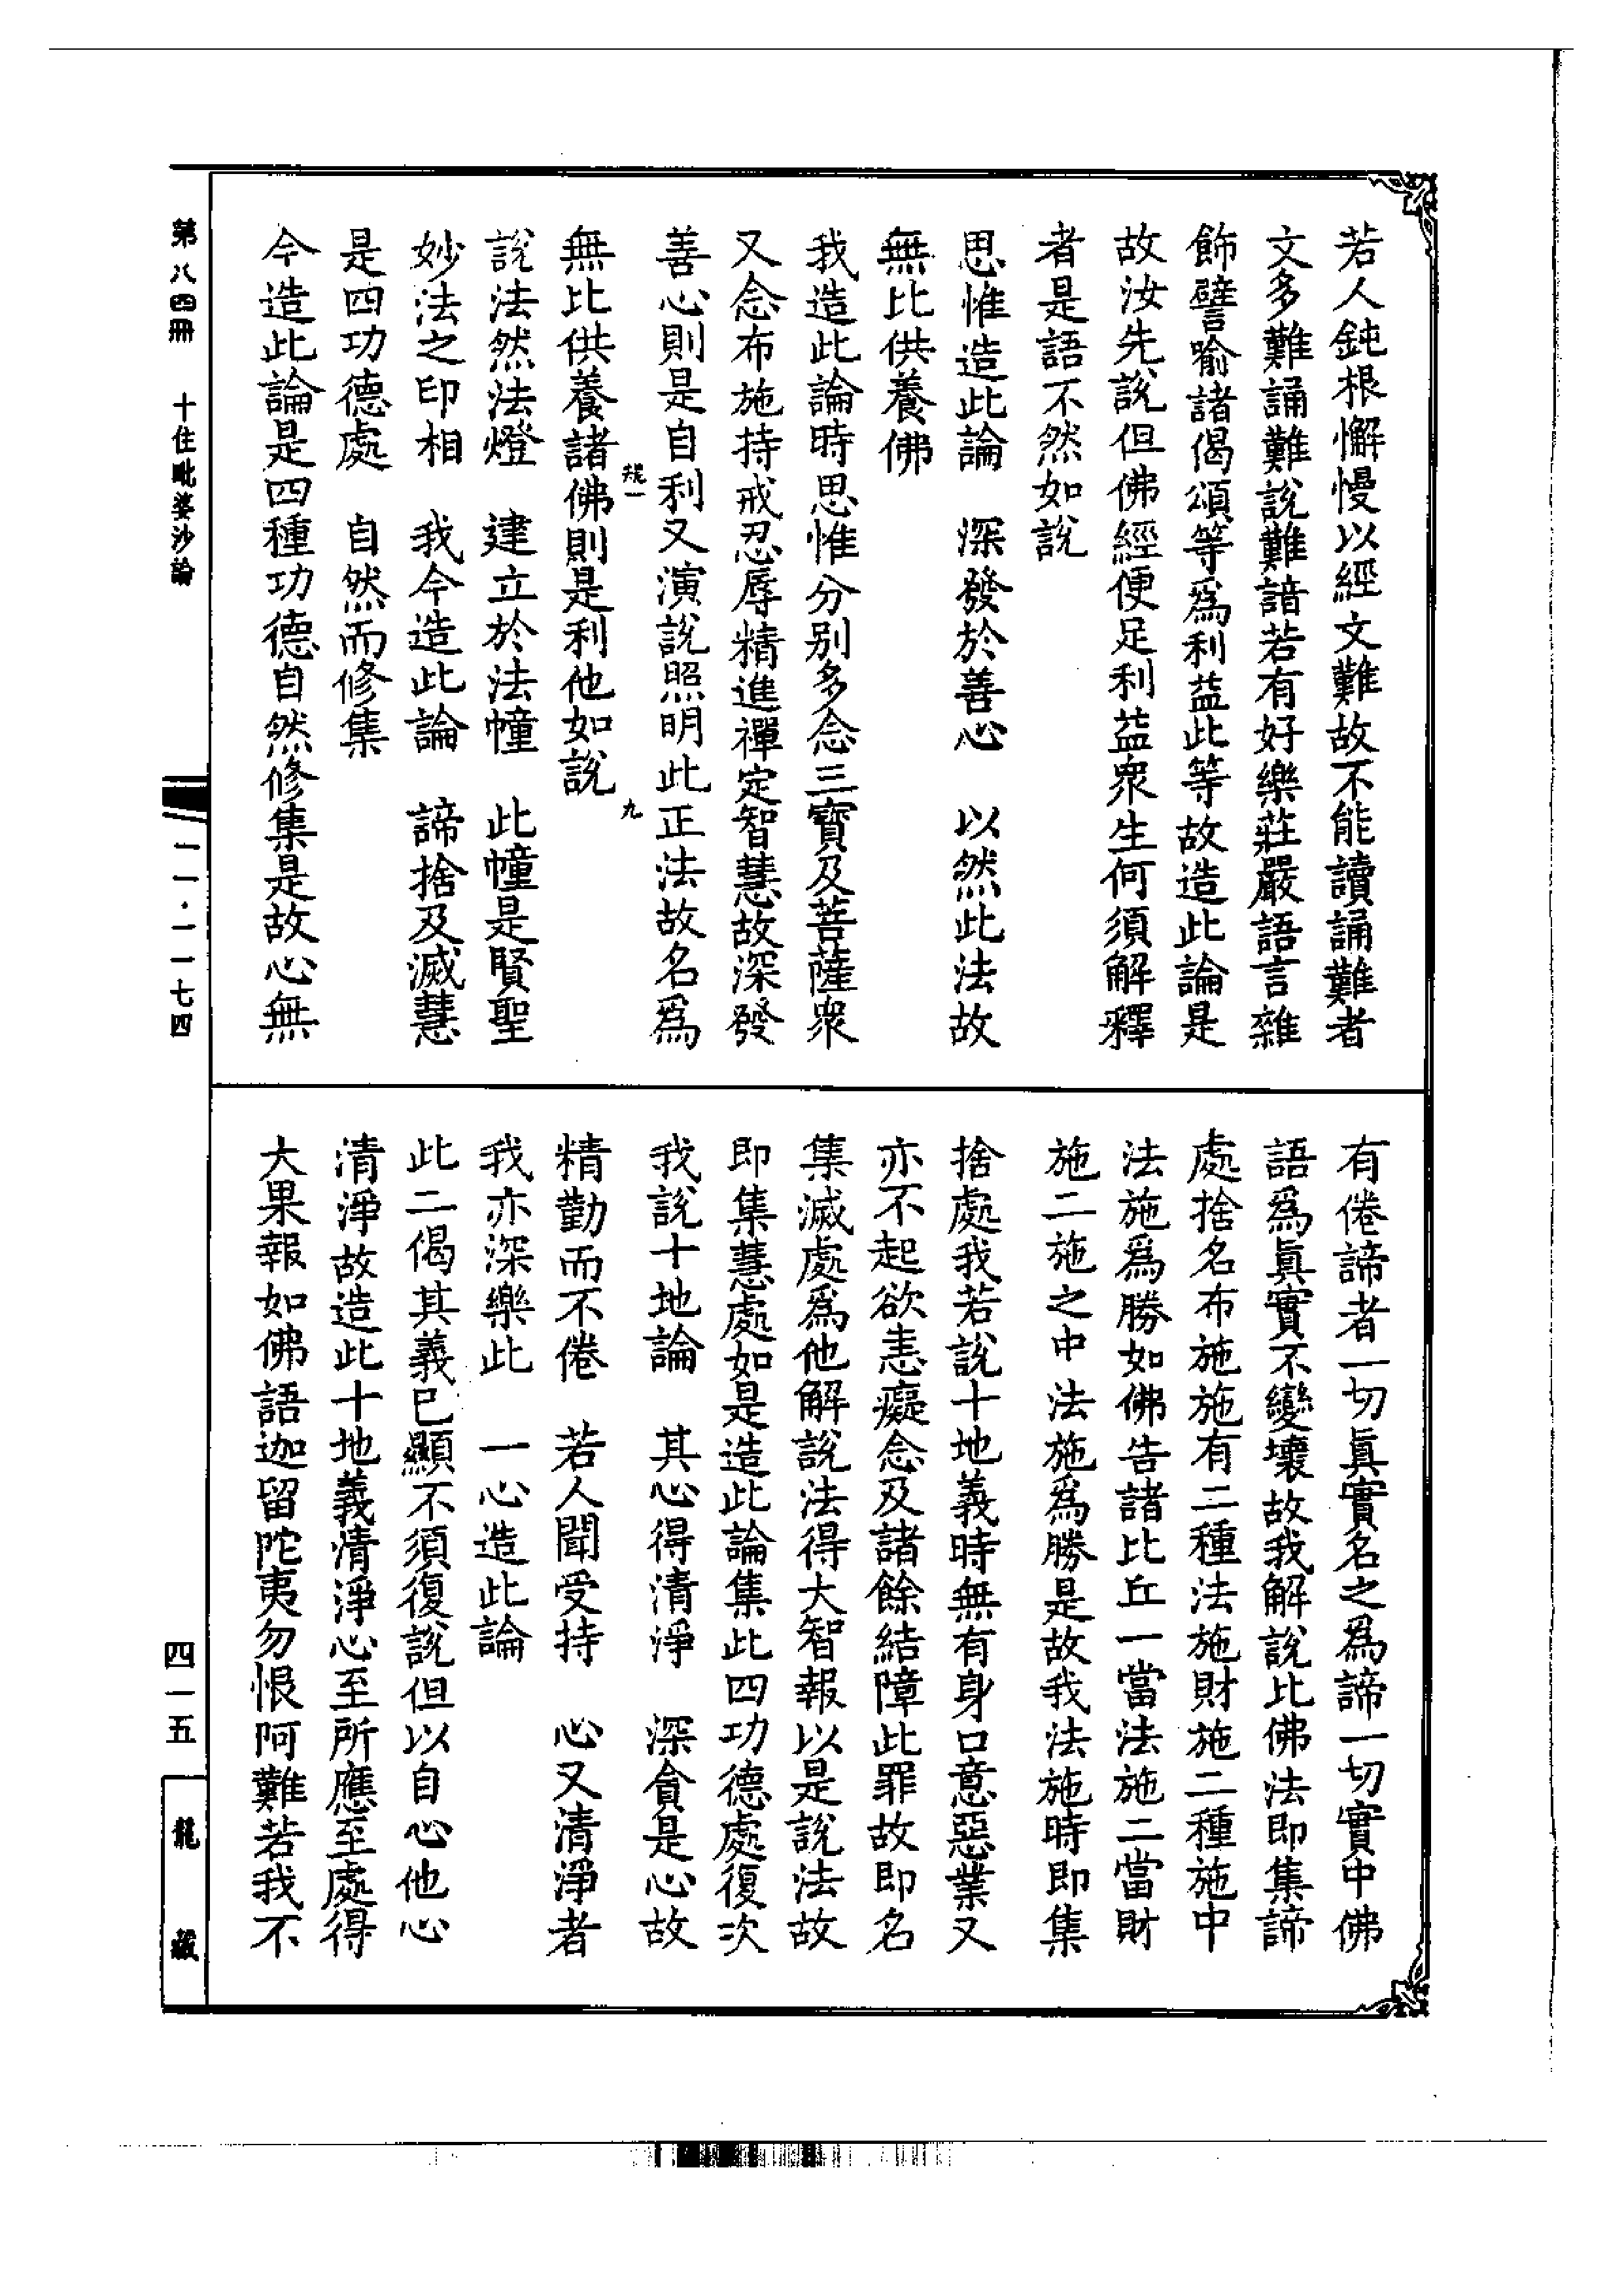 若人鈍根懈慢以經文難故不能讀誦難者
文多難誦難說難諳若有好樂莊嚴語言雜
飾譬喻諸偈頌等爲利益此等故造此論是
故汝先說但佛經便足利益眾生何須解釋
者是語不然如說
思惟造此論　深發於善心　以然此法故
無比供養佛
我造此論時思惟分別多念三寶及菩薩眾
又念布施持戒忍辱精進禪定智慧故深發
善心則是自利又演說照明此正法故名爲
䂓一　九
無比供養諸佛則是利他如說
說法然法燈　建立於法幢　此幢是賢聖
妙法之印相　我今造此論　諦捨及滅慧
是四功德處　自然而修集
今造此論是四種功德自然修集是故心無
有倦諦者一切眞實名之爲諦一切實中佛
語爲眞實不變壞故我解說比佛法即集諦
處捨名布施施有二種法施財施二種施中
法施爲勝如佛告諸比丘一當法施二當財
施二施之中法施爲勝是故我法施時即集
捨處我若說十地義時無有身口意惡業又
亦不起欲恚癡念及諸餘結障此罪故即名
集滅處爲他解說法得大智報以是說法故
即集慧處如是造此論集此四功德處復次
我說十地論　其心得清淨　深貪是心故
精勤而不倦　若人聞受持　心又清淨者
我亦深樂此　一心造此論
此二偈其義已顯不須復說但以自心他心
清淨故造此十地義清淨心至所應至處得
大果報如佛語迦留陀夷勿恨阿難若我不
第八四冊　十住毗婆沙論
一一·一一七四
四一五
龍藏